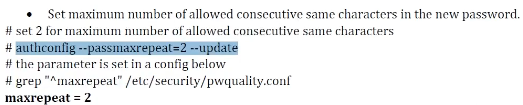 • Set maximum number of allowed consecutive same characters in the new password.
# set 2 for maximum number of allowed consecutive same characters
# authconfig --passmaxrepeat=2 --update
# the parameter is set in a config below
# grep "^maxrepeat" /etc/security/pwquality.conf
maxrepeat = 2